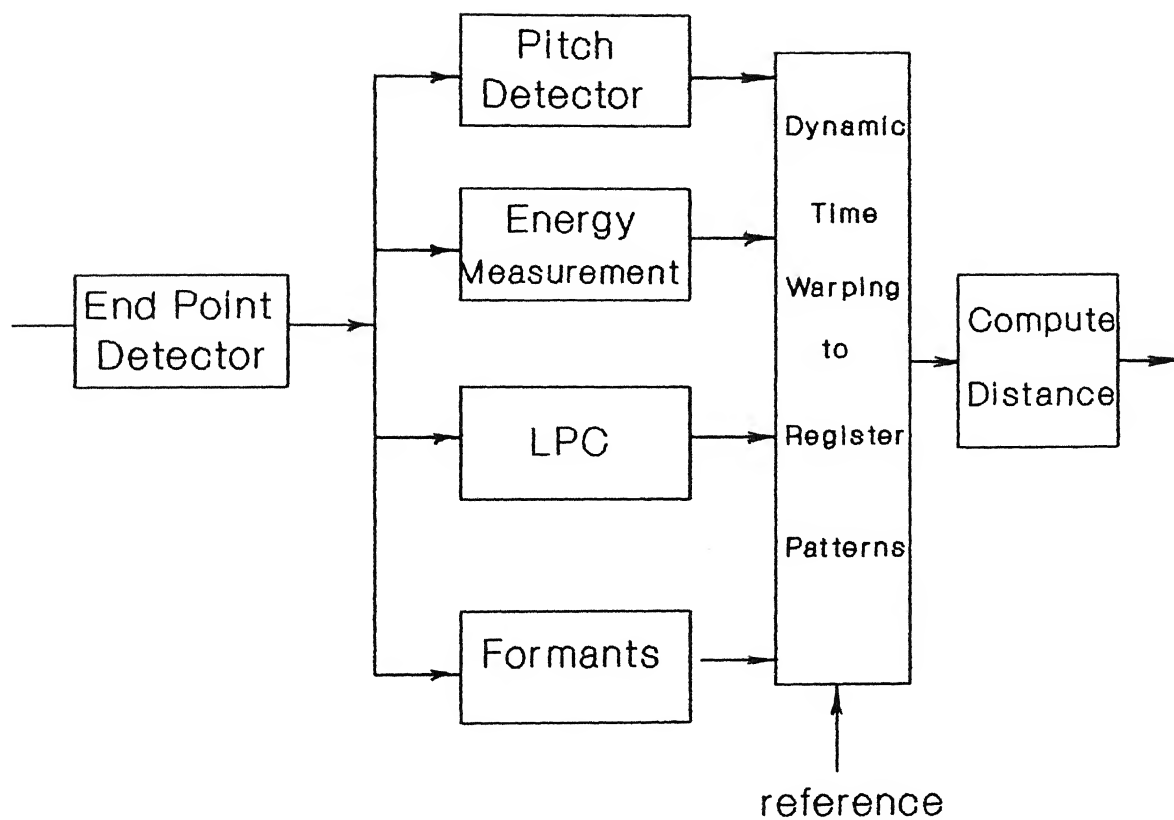 End Point
Detector
Pitch
Detector
Energy
Measurement
LPC
Formants
Dynamic
Time
Warping
to
Register
Patterns
reference
Compute
Distance